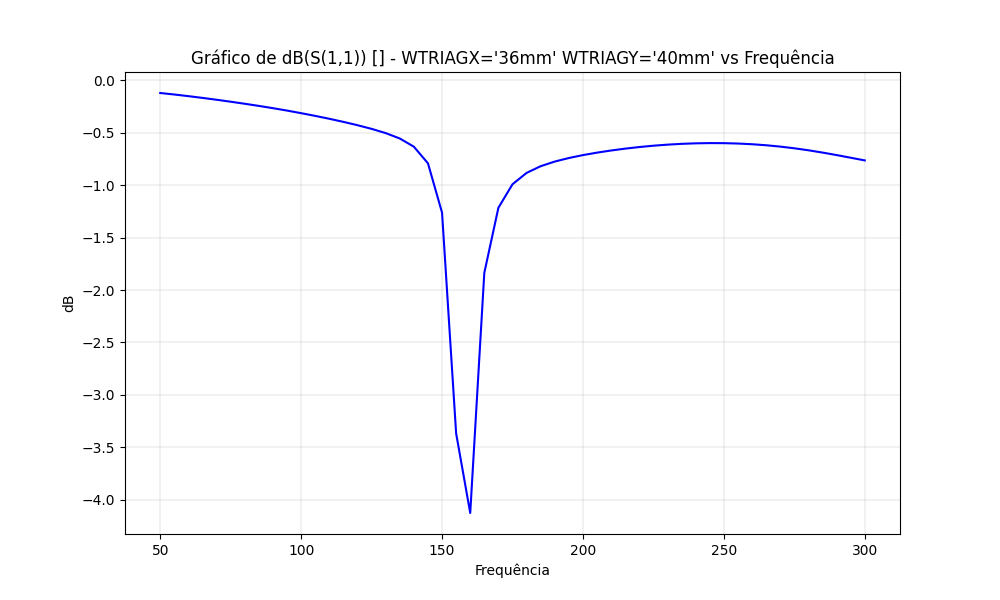 Gráfico de dB(S(1,1)) [] - WTRIAGX='36mm' WTRIAGY='40mm' vs Frequência
0.0
−0.5
−1.0
−1.5
−2.0
−2.5
−3.0
−3.5
−4.0
dB
50 100 150 200 250 300
Frequência